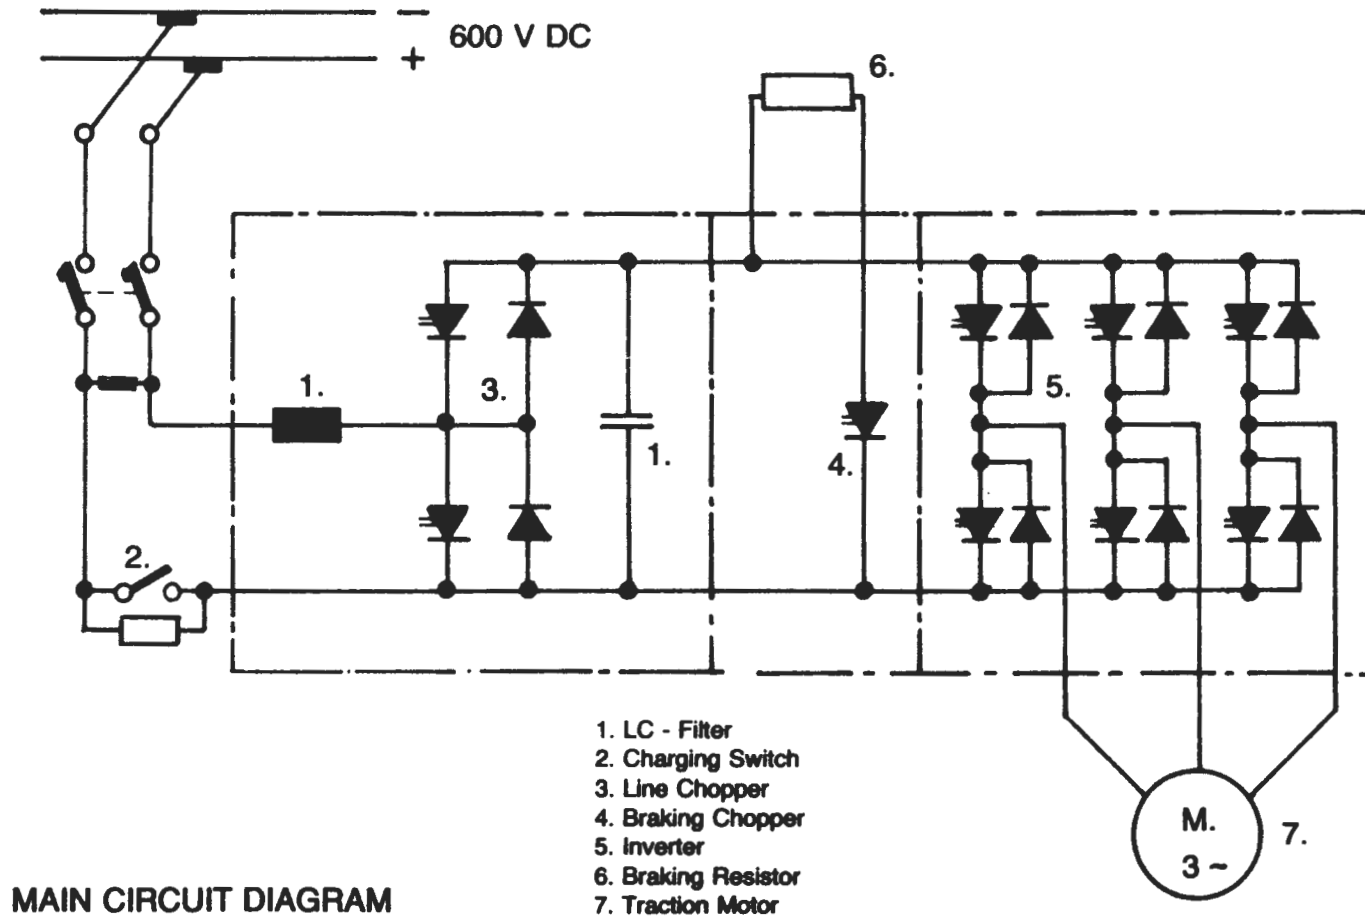 −
600 V DC
+
6.
1.
3.
5.
1.
4.
2.
1. LC - Filter
2. Charging Switch
3. Line Chopper
4. Braking Chopper
5. Inverter
6. Braking Resistor
7. Traction Motor
M.
3 ~
7.
MAIN CIRCUIT DIAGRAM